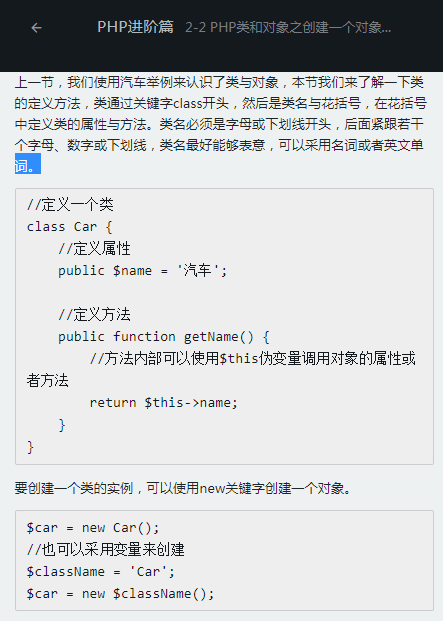 PHP进阶篇 2-2 PHP类和对象之创建一个对象...
上一节，我们使用汽车举例来认识了类与对象，本节我们来了解一下类
的定义方法，类通过关键字class开头，然后是类名与花括号，在花括号
中定义类的属性与方法。类名必须是字母或下划线开头，后面紧跟若干
个字母、数字或下划线，类名最好能够表意，可以采用名词或者英文单
词。
//定义一个类
class Car {
    //定义属性
    public $name = '汽车';
    //定义方法
    public function getName() {
        //方法内部可以使用$this伪变量调用对象的属性或
者方法
        return $this->name;
    }
}
要创建一个类的实例，可以使用new关键字创建一个对象。
$car = new Car();
//也可以采用变量来创建
$className = 'Car';
$car = new $className();